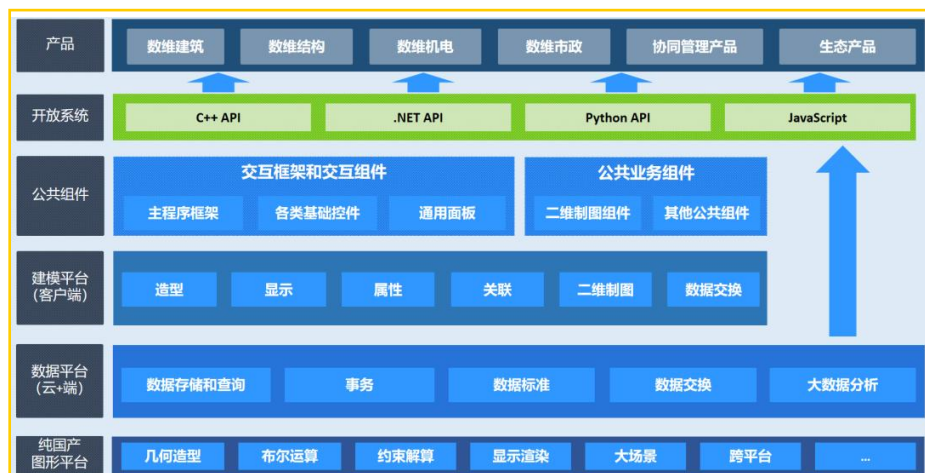 产品
数维建筑
数维结构
数维机电
数维市政
协同管理产品
生态产品
开放系统
C++ API
.NET API
Python API
JavaScript
公共组件
交互框架和交互组件
主程序框架
各类基础控件
通用面板
公共业务组件
二维制图组件
其他公共组件
建模平台
(客户端)
造型
显示
属性
关联
二维制图
数据交换
数据平台
(云+端)
数据存储和查询
事务
数据标准
数据交换
大数据分析
纯国产
图形平台
几何造型
布尔运算
约束解算
显示渲染
大场景
跨平台
...